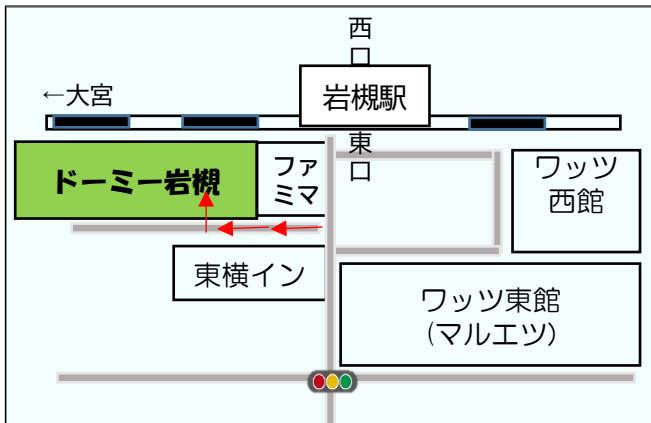 西
口
岩槻駅
←大宮
東
口
ドーミー岩槻
ファ
ミマ
ワッツ
西館
東横イン
ワッツ東館
(マルエツ)